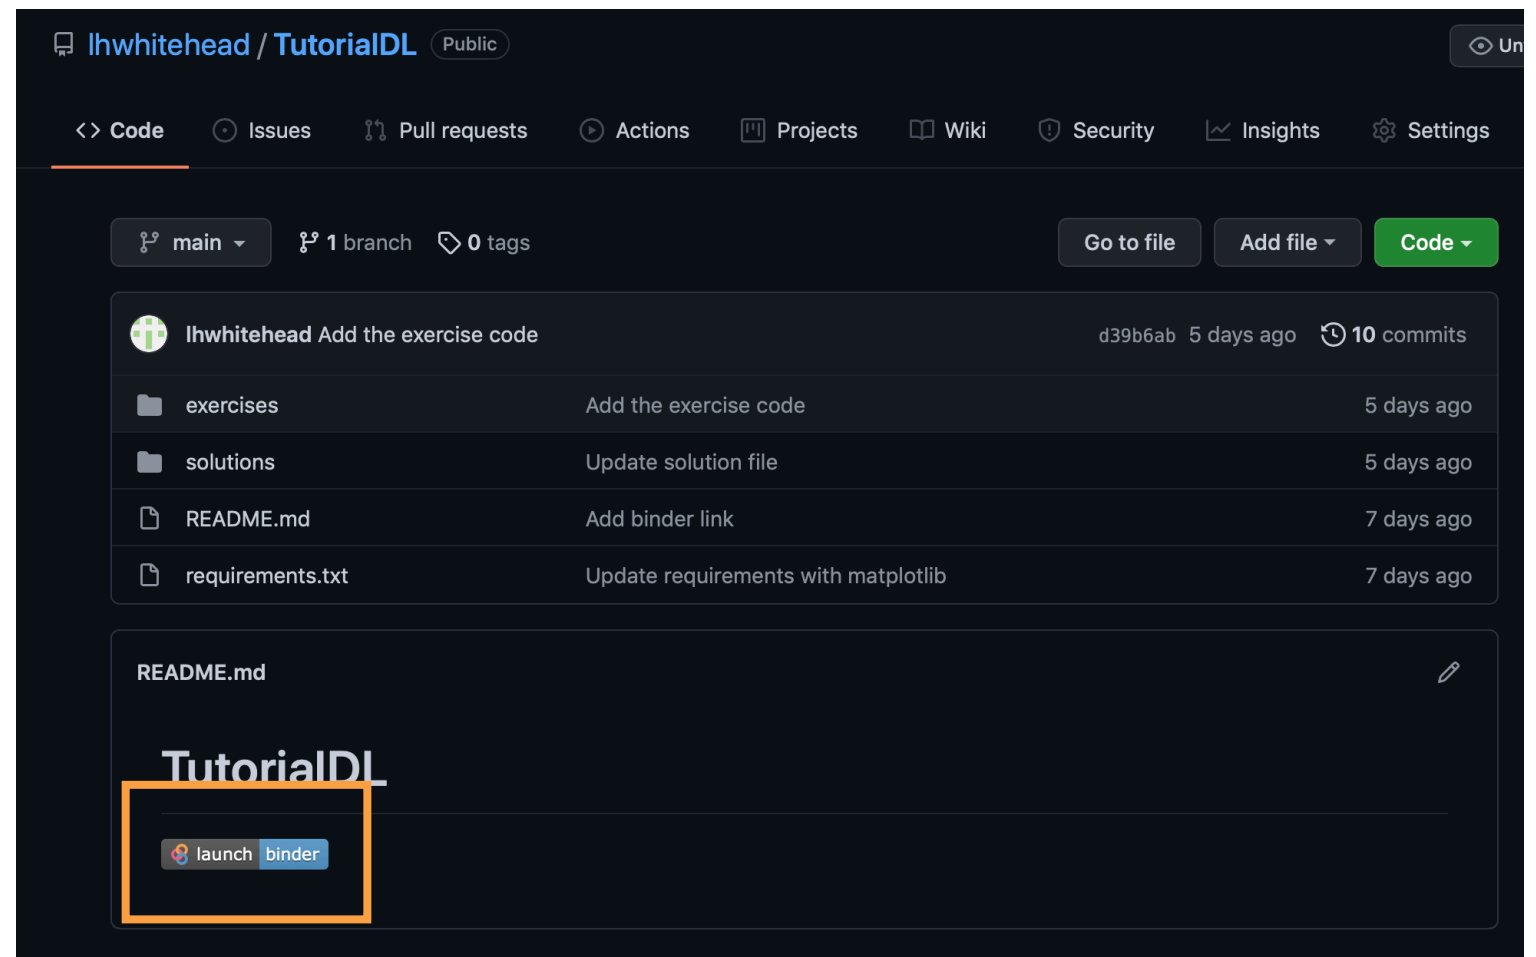 lhwhitehead / TutorialDL Public
Un
Code Issues Pull requests Actions Projects Wiki Security Insights Settings
main 1 branch 0 tags Go to file Add file Code
lhwhitehead Add the exercise code d39b6ab 5 days ago 10 commits
exercises Add the exercise code 5 days ago
solutions Update solution file 5 days ago
README.md Add binder link 7 days ago
requirements.txt Update requirements with matplotlib 7 days ago
README.md
TutorialDL
launch binder